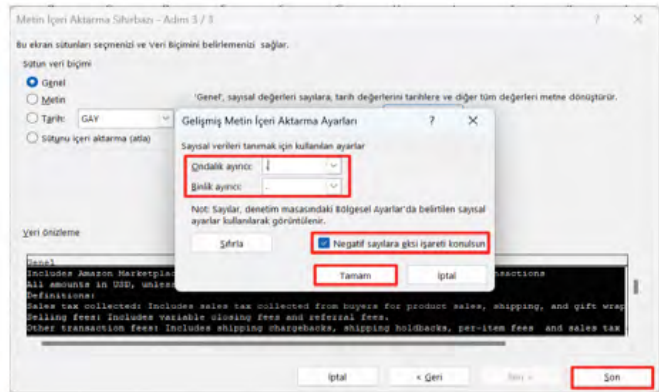 Metin İçeri Aktarma Sihirbazı - Adım 3 / 3
Bu ekran sütunları seçmenizi ve Veri Biçimini belirlemenizi sağlar.
Sütun veri biçimi
Genel
Metin
Tarih: GAY
Sütunu içeri aktarma (atla)
'Genel', sayısal değerleri sayılara, tarih değerlerini tarihlere ve diğer tüm değerleri metne dönüştürür.
Gelişmiş Metin İçeri Aktarma Ayarları
Sayısal verileri tanımak için kullanılan ayarlar
Ondalık ayırıcı:
Binlik ayırıcı:
Not: Sayılar, denetim masasındaki Bölgesel Ayarlar'da belirtilen sayısal
ayarlar kullanılarak görüntülenir.
Sıfırla
Negatif sayılara eksi işareti konulsun
Tamam
İptal
Veri önizleme
Genel
Includes Amazon Marketplac
All amounts in USD, unless
Definitions:
Sales tax collected: Includes sales tax collected from buyers for product sales, shipping, and gift wrap
Selling fees: Includes variable closing fees and referral fees.
Other transaction fees: Includes shipping chargebacks, shipping holdbacks, per-item fees and sales tax
İptal
< Geri
İleri >
Son